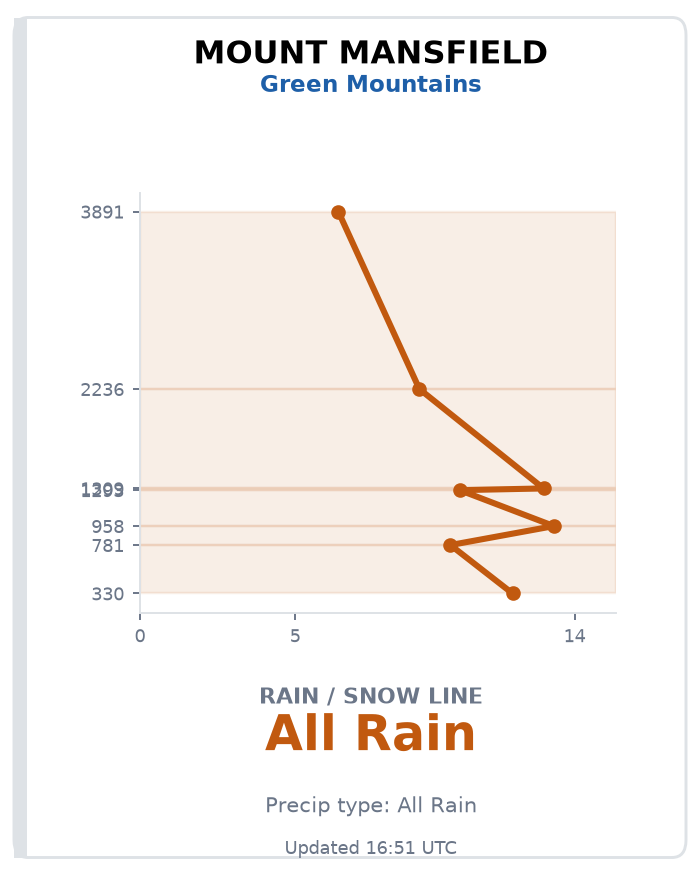 MOUNT MANSFIELD
Green Mountains
3891
2236
958
781
330
0 5 14
RAIN / SNOW LINE
All Rain
Precip type: All Rain
Updated 16:51 UTC